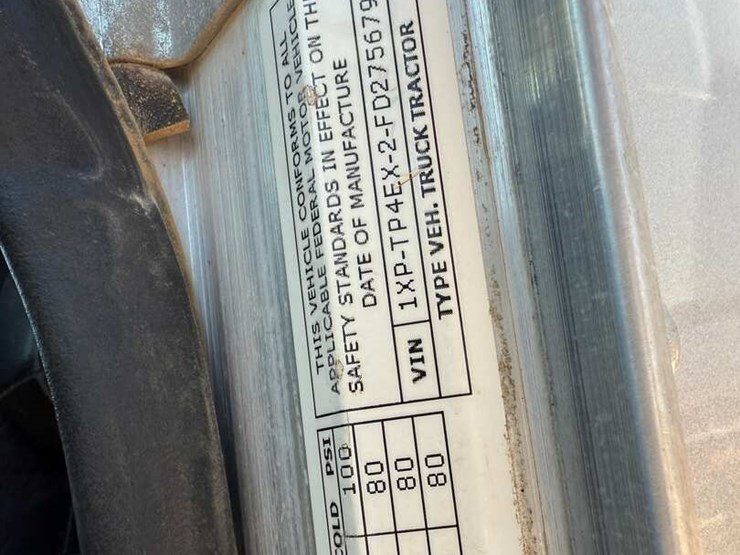 THIS VEHICLE CONFORMS TO ALL
APPLICABLE FEDERAL MOTOR VEHICLE
SAFETY STANDARDS IN EFFECT ON TH
DATE OF MANUFACTURE
VIN 1XP-TP4EX-2-FD275679
TYPE VEH. TRUCK TRACTOR
COLD PSI
100
80
80
80